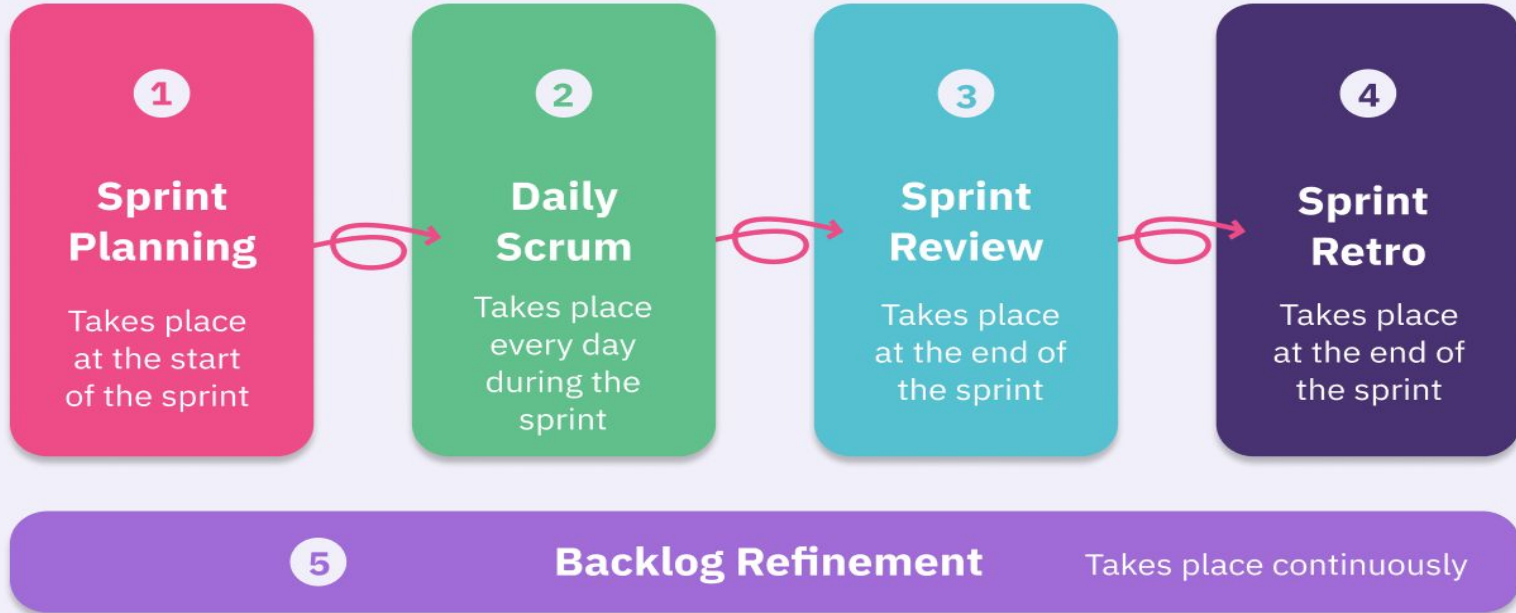 1
Sprint
Planning
Takes place
at the start
of the sprint
2
Daily
Scrum
Takes place
every day
during the
sprint
3
Sprint
Review
Takes place
at the end of
the sprint
4
Sprint
Retro
Takes place
at the end of
the sprint
5 Backlog Refinement Takes place continuously